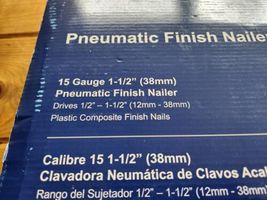 Pneumatic Finish Nailer
15 Gauge 1-1/2” (38mm)
Pneumatic Finish Nailer
Drives 1/2” – 1-1/2” (12mm - 38mm)
Plastic Composite Finish Nails
Calibre 15 1-1/2” (38mm)
Clavadora Neumática de Clavos Acab
Rango del Sujetador 1/2” – 1-1/2” (12mm - 38mm